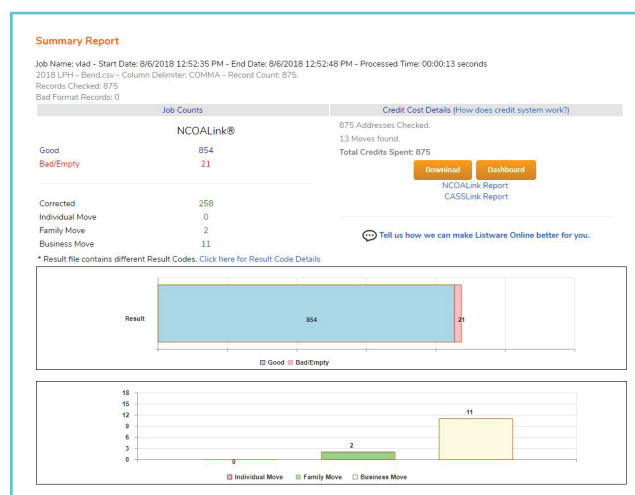 Summary Report
Job Name: vlad - Start Date: 8/6/2018 12:52:35 PM - End Date: 8/6/2018 12:52:48 PM - Processed Time: 00:00:13 seconds
2018 LPH - Bend.csv - Column Delimiter: COMMA - Record Count: 875.
Records Checked: 875
Bad Format Records: 0
Job Counts
NCOALink®
Good 854
Bad/Empty 21
Corrected 258
Individual Move 0
Family Move 2
Business Move 11
Credit Cost Details (How does credit system work?)
875 Addresses Checked.
13 Moves found.
Total Credits Spent: 875
Download Dashboard
NCOALink Report
CASSLink Report
Tell us how we can make Listware Online better for you.
* Result file contains different Result Codes. Click here for Result Code Details
Result 854 21
Good Bad/Empty
18
15
12
9
6
3
0
0 2 11
Individual Move Family Move Business Move